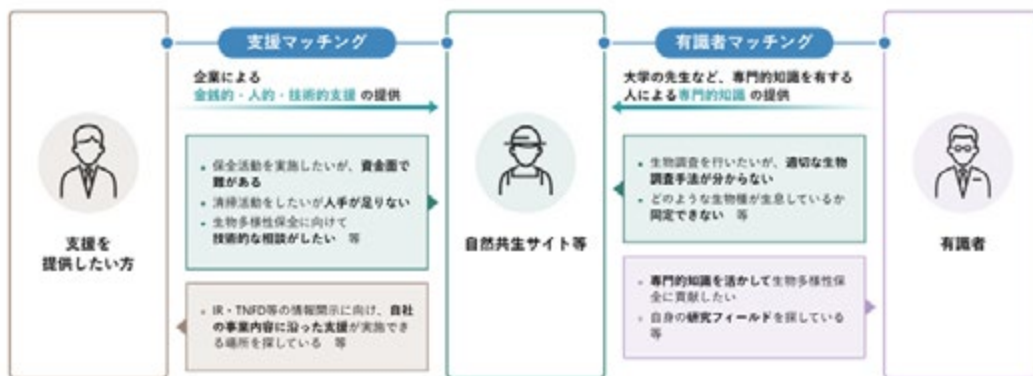 支援マッチング
有識者マッチング
企業による
金銭的・人的・技術的支援 の提供
大学の先生など、専門的知識を有する
人による専門的知識 の提供
・保全活動を実施したいが、資金面で
難がある
・清掃活動をしたいが人手が足りない
・生物多様性保全に向けて
技術的な相談がしたい 等
・生物調査を行いたいが、適切な生物
調査手法が分からない
・どのような生物種が生息しているか
同定できない 等
支援を
提供したい方
自然共生サイト等
有識者
・IR・TNFD等の情報開示に向け、自社
の事業内容に沿った支援が実施でき
る場所を探している 等
・専門的知識を活かして生物多様性保
全に貢献したい
・自身の研究フィールドを探している
等